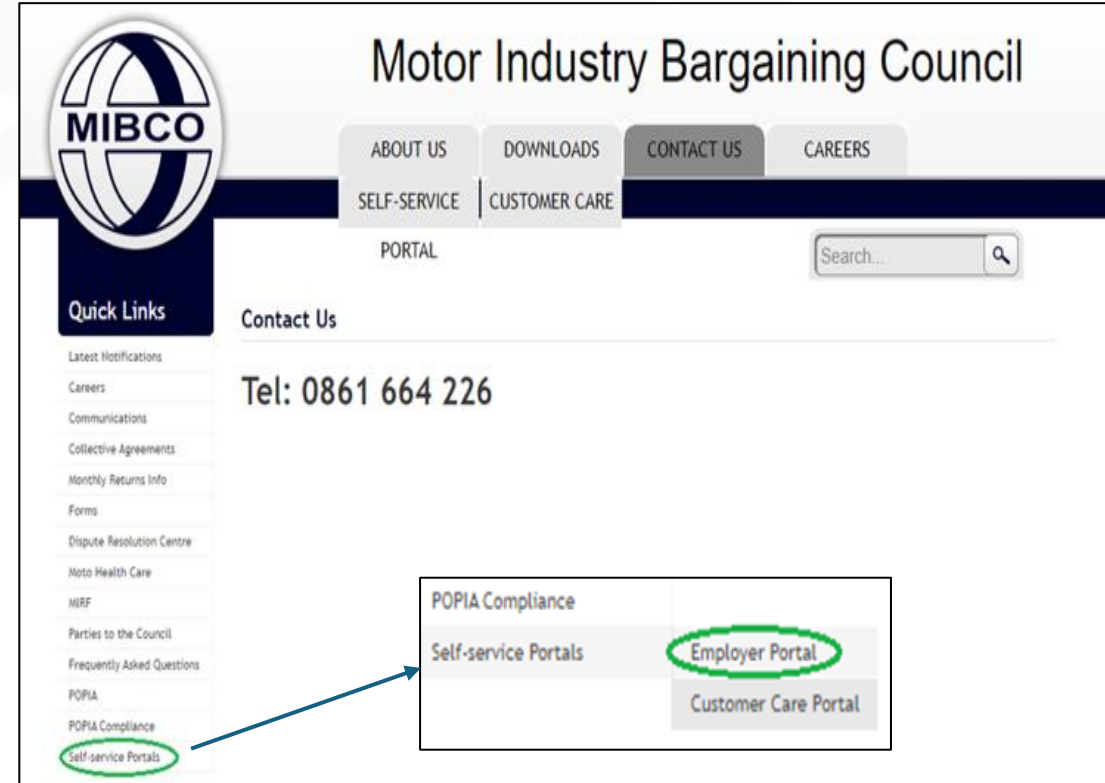 MIBCO
Motor Industry Bargaining Council
ABOUT US
DOWNLOADS
CONTACT US
CAREERS
SELF-SERVICE PORTAL
CUSTOMER CARE
Search...
Quick Links
Latest Notifications
Careers
Communications
Collective Agreements
Monthly Returns Info
Forms
Dispute Resolution Centre
Moto Health Care
MIRF
Parties to the Council
Frequently Asked Questions
POPIA
POPIA Compliance
Self-service Portals
Contact Us
Tel: 0861 664 226
POPIA Compliance
Self-service Portals
Employer Portal
Customer Care Portal